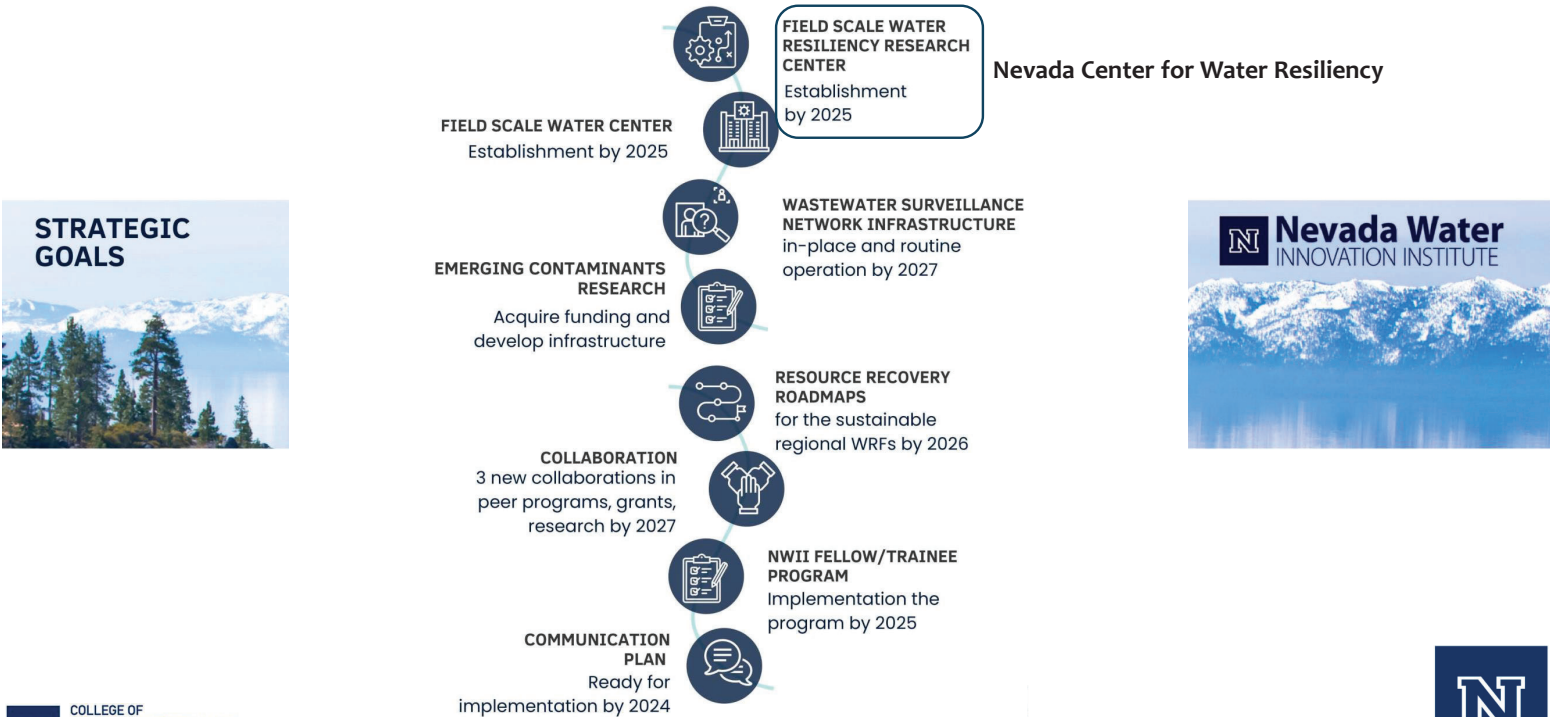 STRATEGIC
GOALS
FIELD SCALE WATER
RESILIENCY RESEARCH
CENTER
Establishment
by 2025
Nevada Center for Water Resiliency
FIELD SCALE WATER CENTER
Establishment by 2025
WASTEWATER SURVEILLANCE
NETWORK INFRASTRUCTURE
in-place and routine
operation by 2027
EMERGING CONTAMINANTS
RESEARCH
Acquire funding and
develop infrastructure
RESOURCE RECOVERY
ROADMAPS
for the sustainable
regional WRFs by 2026
COLLABORATION
3 new collaborations in
peer programs, grants,
research by 2027
NWII FELLOW/TRAINEE
PROGRAM
Implementation the
program by 2025
COMMUNICATION
PLAN
Ready for
implementation by 2024
N Nevada Water
INNOVATION INSTITUTE
COLLEGE OF
N